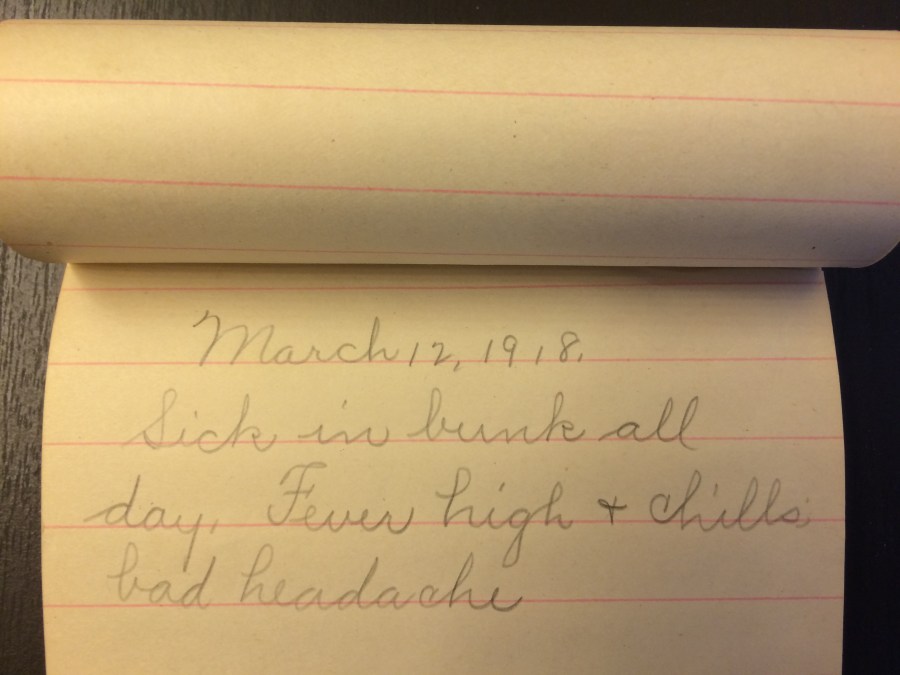 March 12, 1918.
Sick in bunk all
day. Fever high + chills,
bad headache